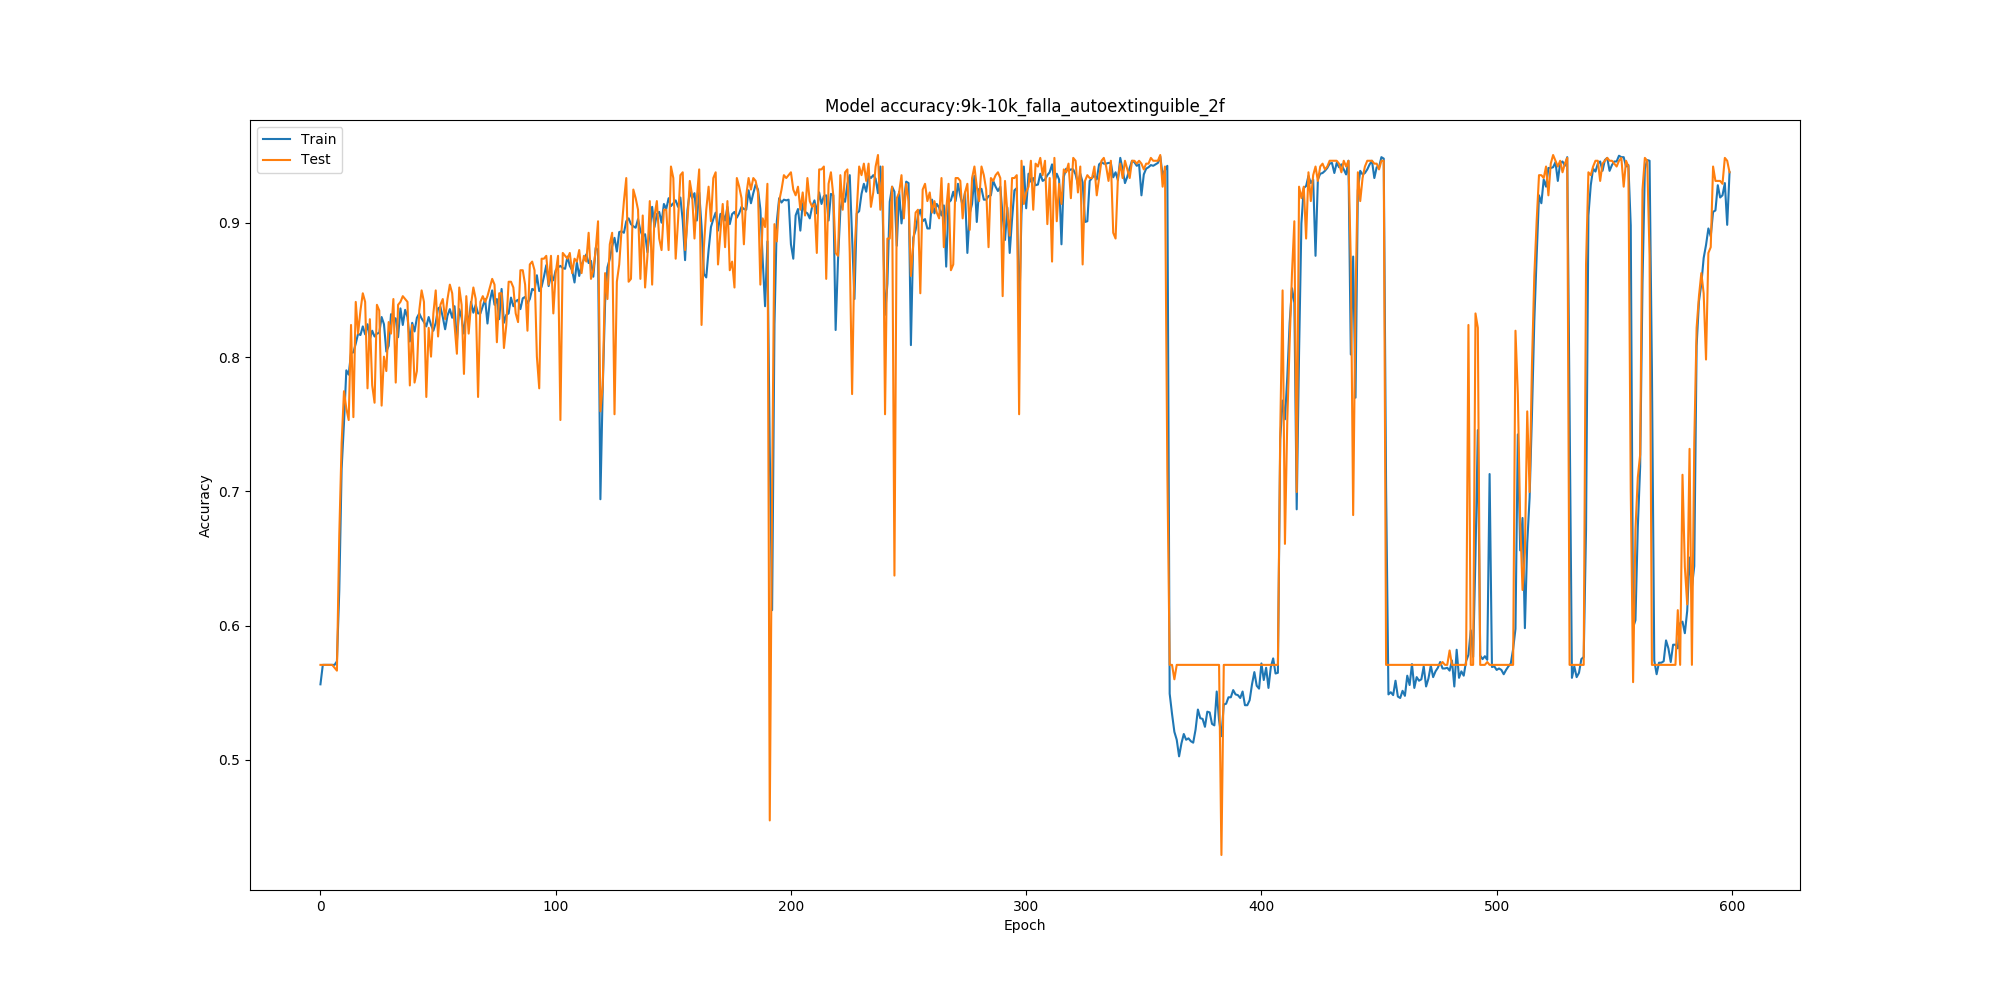 Model accuracy:9k-10k_falla_autoextinguible_2f
Train
Test
Accuracy
0.9
0.8
0.7
0.6
0.5
0 100 200 300 400 500 600
Epoch